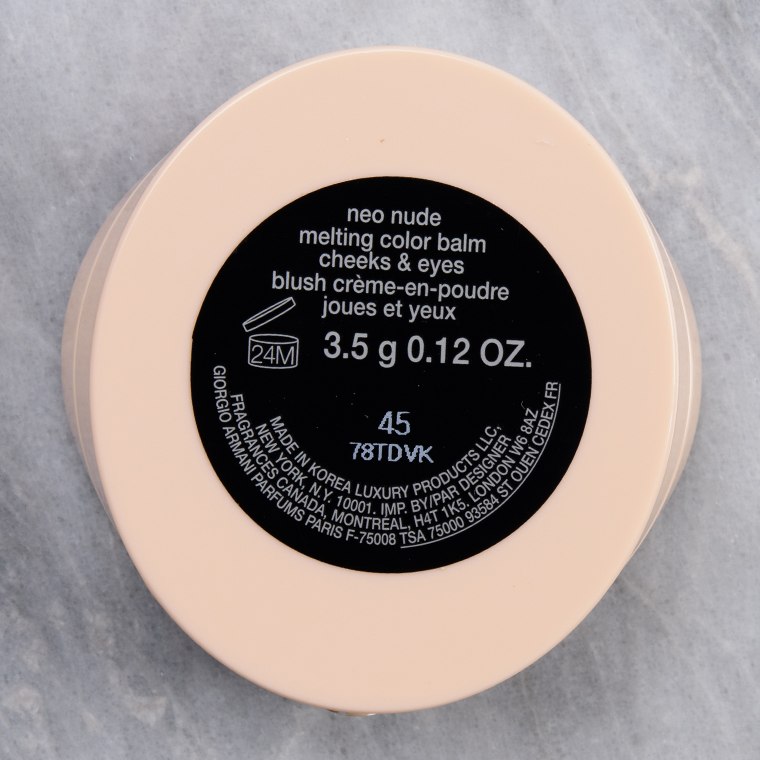 neo nude
melting color balm
cheeks & eyes
blush crème-en-poudre
joues et yeux
24M
3.5 g 0.12 OZ.
45
78TDVK
MADE IN KOREA LUXURY PRODUCTS LLC,
NEW YORK, N.Y. 10001. IMP. BY/PAR DESIGNER
FRAGRANCES CANADA, MONTRÉAL, H4T 1K5, LONDON W6 8AZ
GIORGIO ARMANI PARFUMS PARIS F-75008 TSA 75000 93584 ST OUEN CEDEX FR